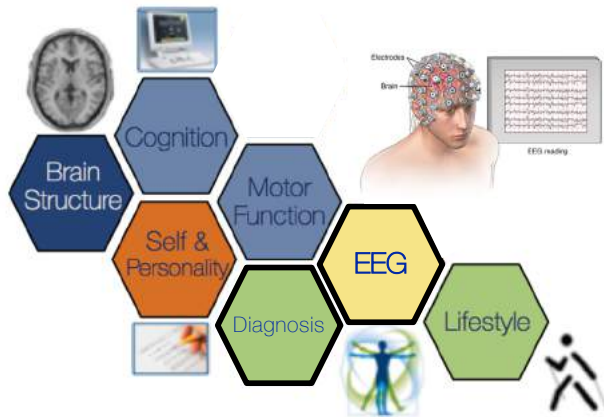 Electrodes
Brain
EEG reading
Cognition
Brain
Structure
Motor
Function
Self &
Personality
EEG
Diagnosis
Lifestyle